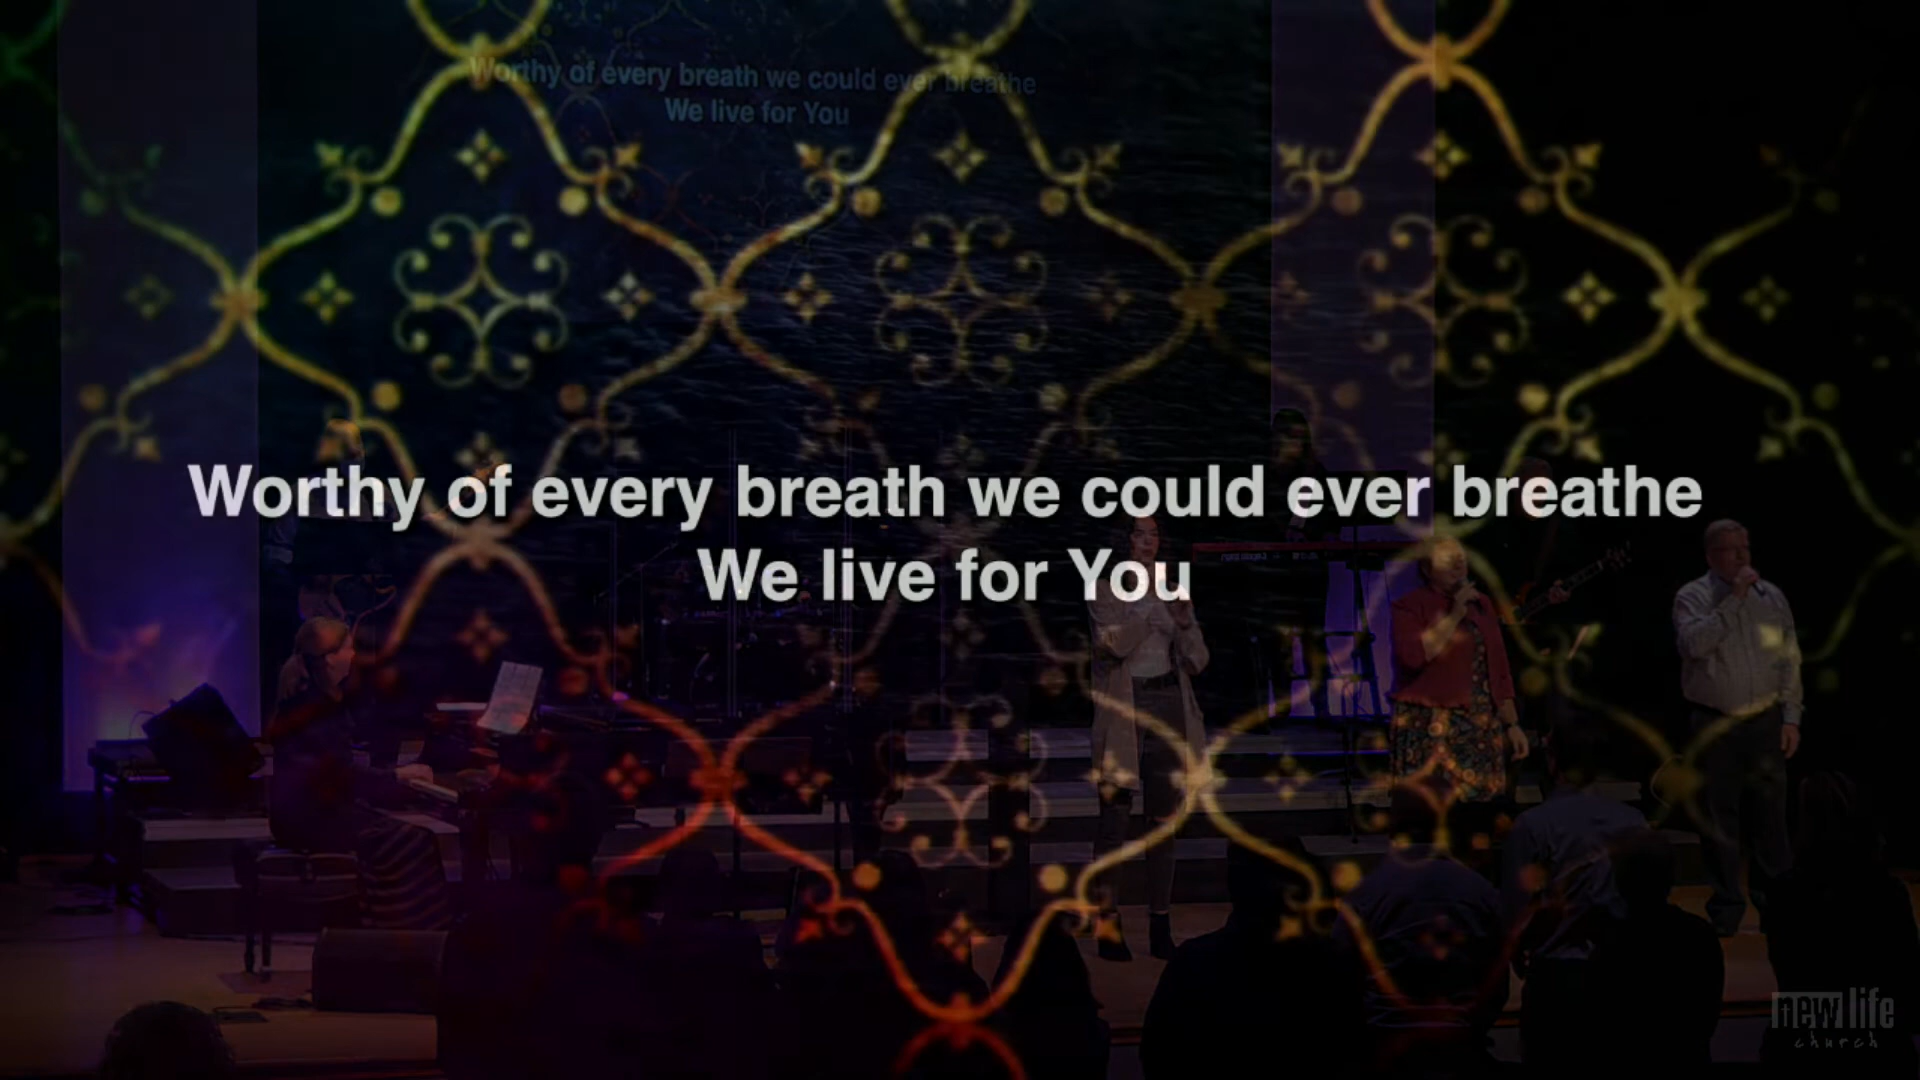 Worthy of every breath we could ever breathe
We live for You
Worthy of every breath we could ever breathe
We live for You
new life
church